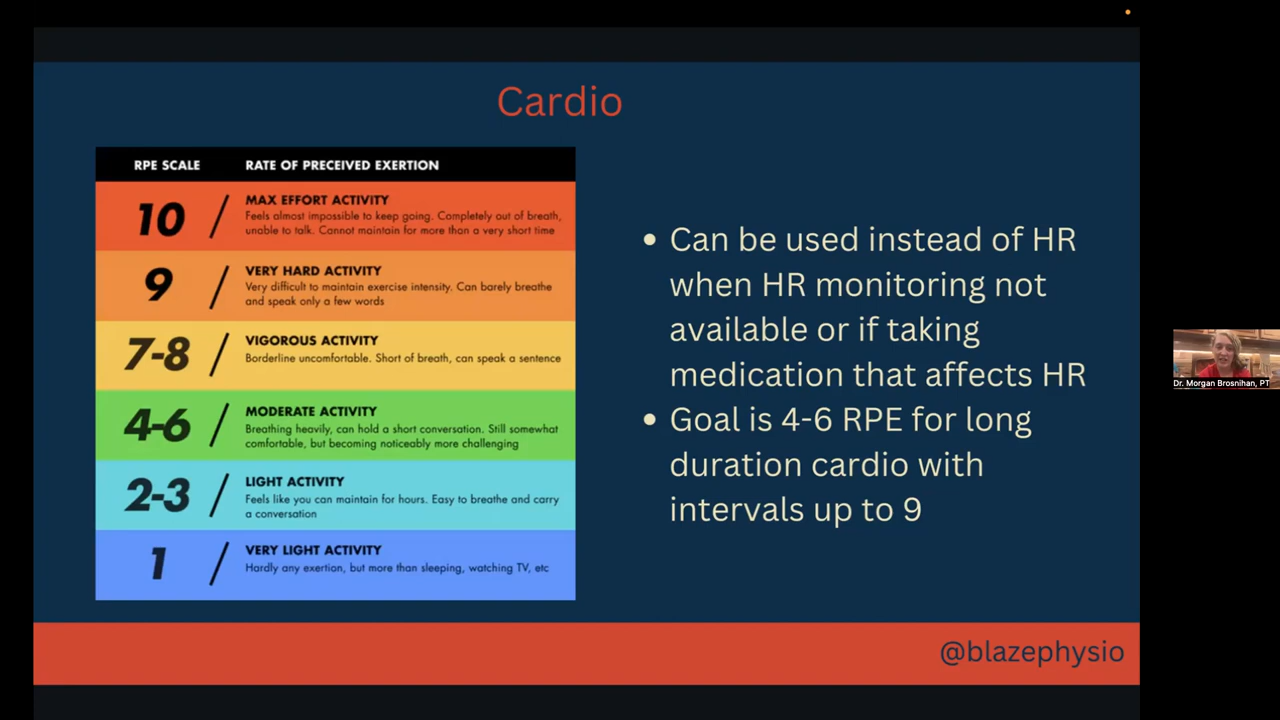 Cardio
RPE SCALE
RATE OF PRECEIVED EXERTION
10 /
MAX EFFORT ACTIVITY
Feels almost impossible to keep going. Completely out of breath,
unable to talk. Cannot maintain for more than a very short time
9 /
VERY HARD ACTIVITY
Very difficult to maintain exercise intensity. Can barely breathe
and speak only a few words
7-8 /
VIGOROUS ACTIVITY
Borderline uncomfortable. Short of breath, can speak a sentence
4-6 /
MODERATE ACTIVITY
Breathing heavily, can hold a short conversation. Still somewhat
comfortable, but becoming noticeably more challenging
2-3 /
LIGHT ACTIVITY
Feels like you can maintain for hours. Easy to breathe and carry
a conversation
1 /
VERY LIGHT ACTIVITY
Hardly any exertion, but more than sleeping, watching TV, etc
• Can be used instead of HR
when HR monitoring not
available or if taking
medication that affects HR
• Goal is 4-6 RPE for long
duration cardio with
intervals up to 9
Dr. Morgan Brosnihan, PT
@blazephysio